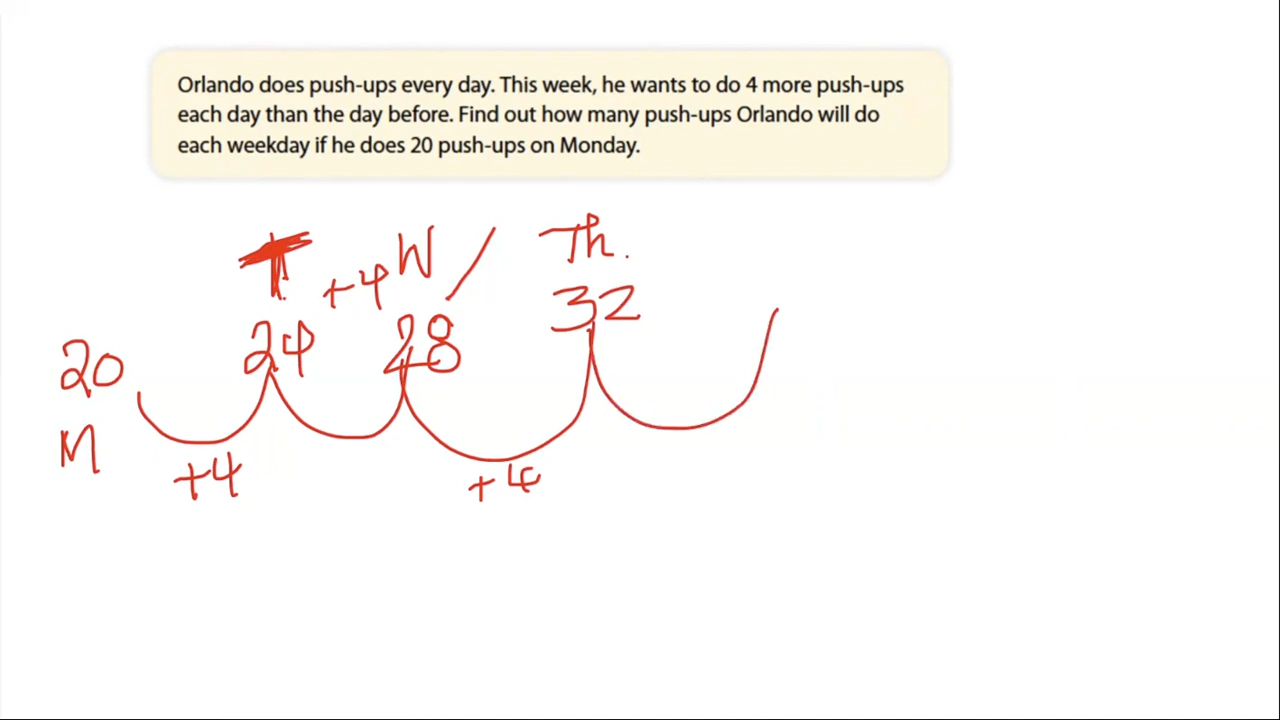 Orlando does push-ups every day. This week, he wants to do 4 more push-ups
each day than the day before. Find out how many push-ups Orlando will do
each weekday if he does 20 push-ups on Monday.
T +4 W Th.
20 24 28 32
M
+4 +4